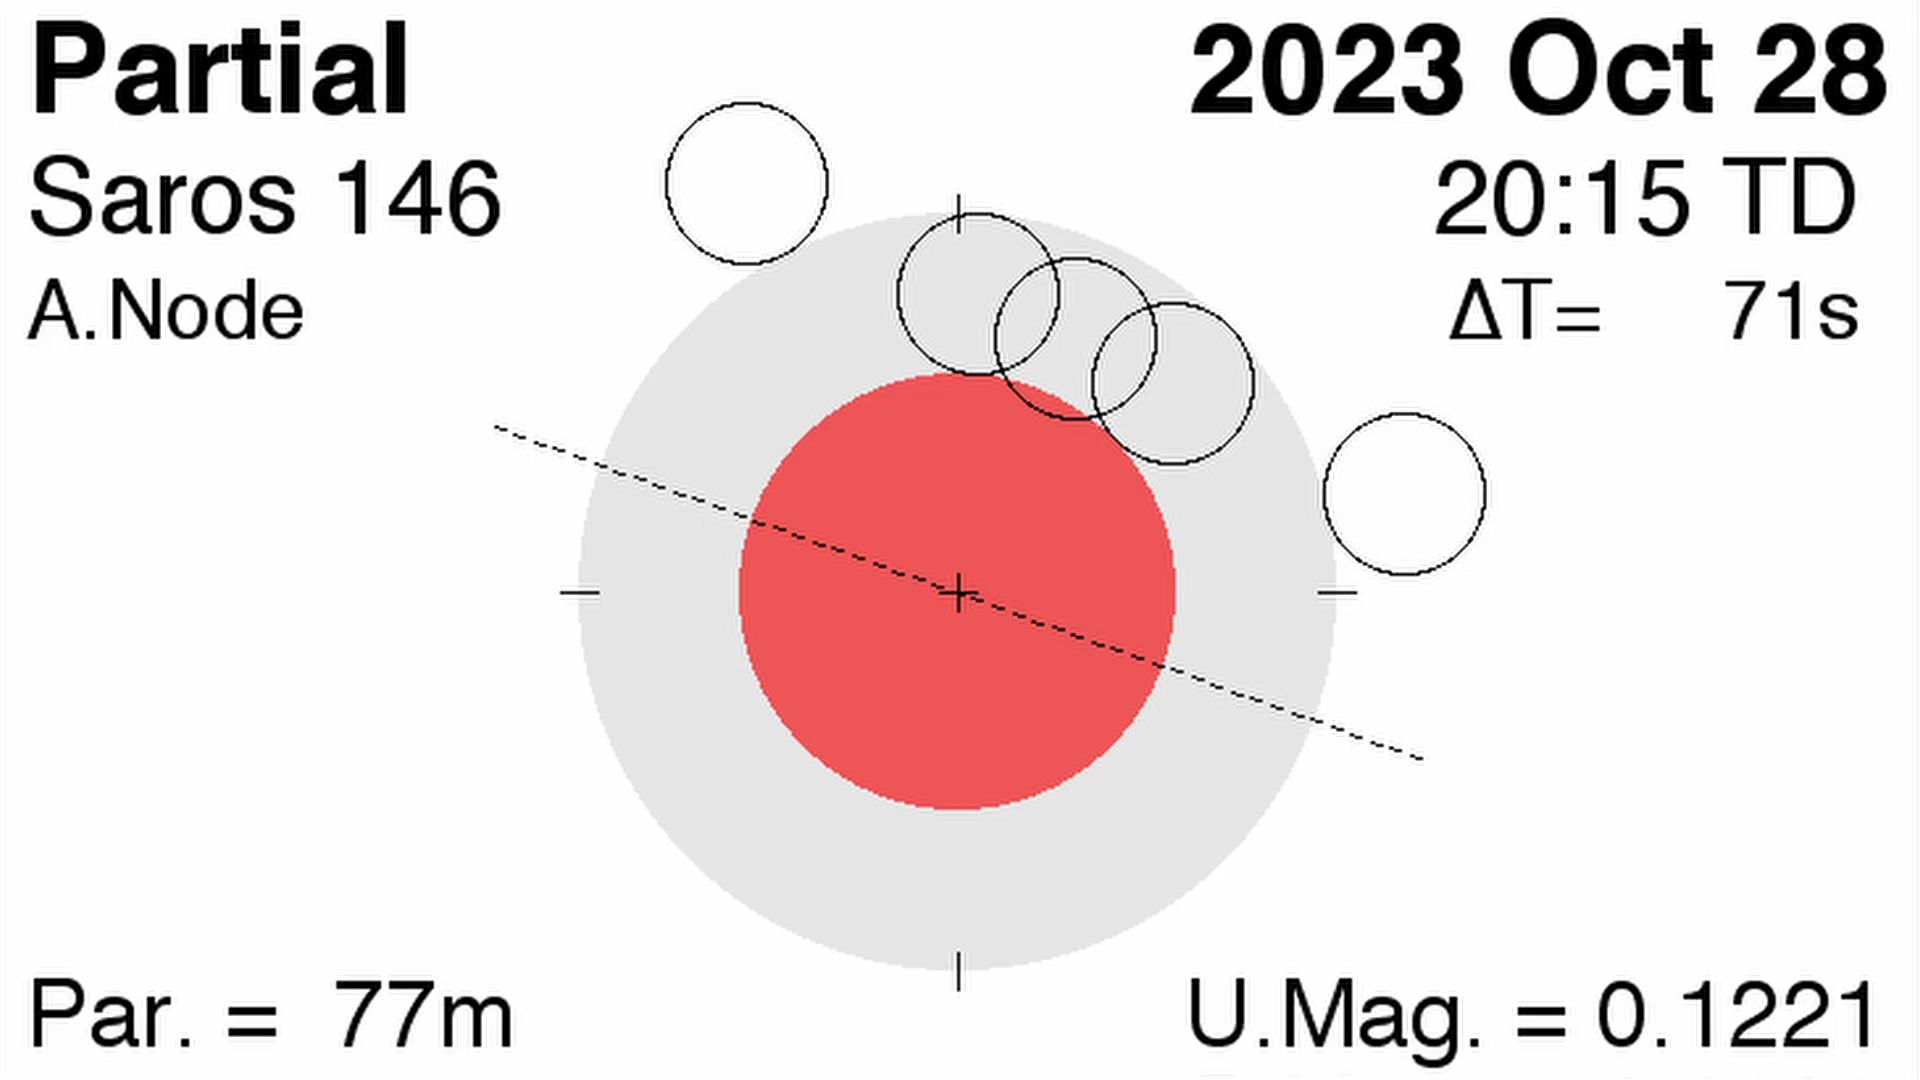 Partial 2023 Oct 28
Saros 146 20:15 TD
A.Node ΔT= 71s
Par. = 77m U.Mag. = 0.1221